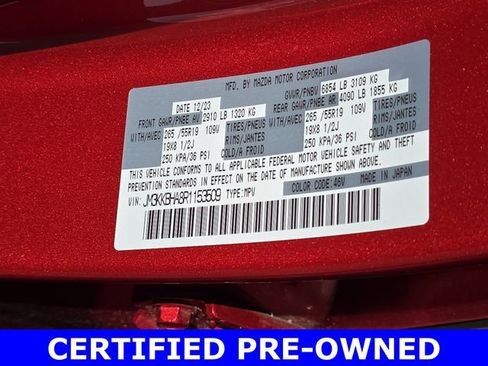 MFD. BY MAZDA MOTOR CORPORATION
DATE 12/23 GVWR/PNBV 6854 LB 3109 KG
FRONT GAWR/PNBE AV 2910 LB 1320 KG REAR GAWR/PNBE AR 4090 LB 1855 KG
WITH/AVEC 265/55R19 109V TIRES/PNEUS WITH/AVEC 265/55R19 109V TIRES/PNEUS
19X8 1/2J RIMS/JANTES 19X8 1/2J RIMS/JANTES
250 KPA/36 PSI COLD/A FROID 250 KPA/36 PSI COLD/A FROID
THIS VEHICLE CONFORMS TO ALL APPLICABLE FEDERAL MOTOR VEHICLE SAFETY AND THEFT
PREVENTION STANDARDS IN EFFECT ON THE DATE OF MANUFACTURE SHOWN ABOVE.
VIN: JM3KKBHA8R1153509 TYPE: MPV COLOR CODE: 46V MADE IN JAPAN
CERTIFIED PRE-OWNED